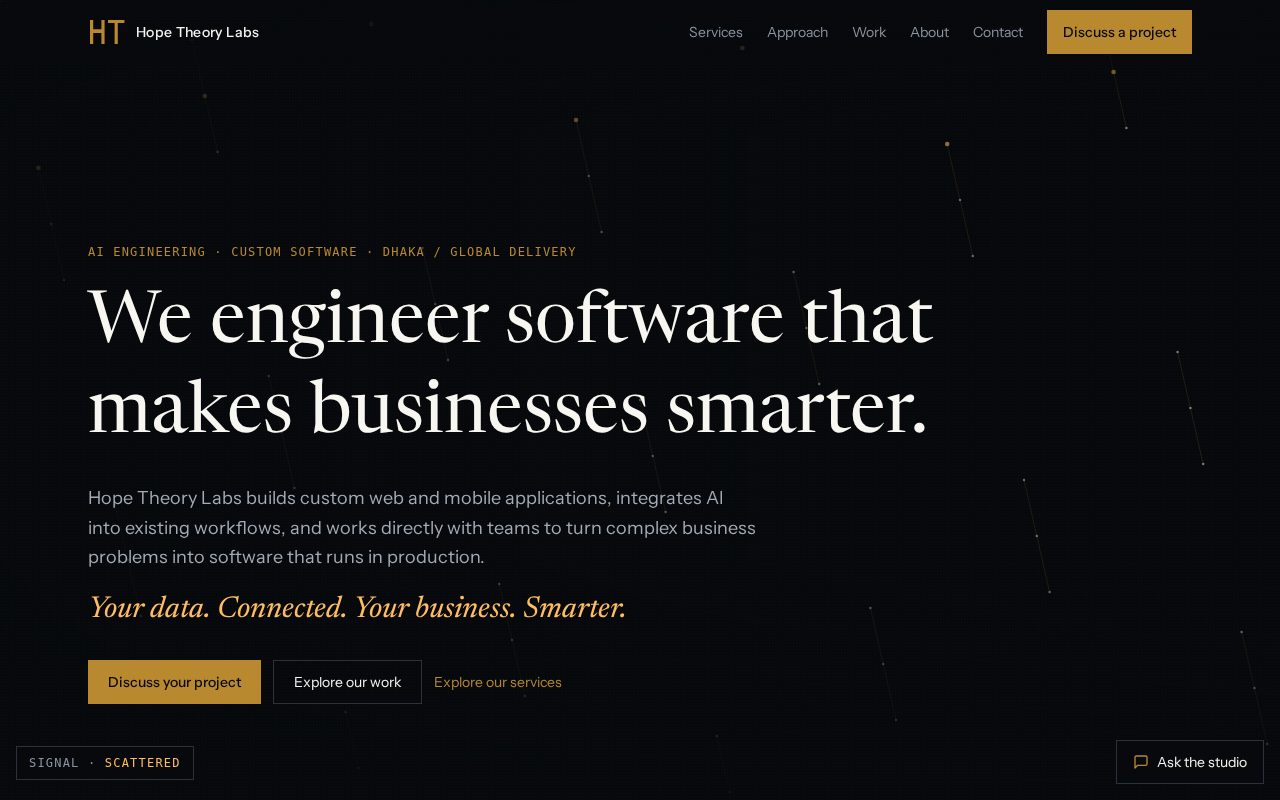 HT Hope Theory Labs
Services Approach Work About Contact Discuss a project
AI ENGINEERING · CUSTOM SOFTWARE · DHAKA / GLOBAL DELIVERY
We engineer software that
makes businesses smarter.
Hope Theory Labs builds custom web and mobile applications, integrates AI
into existing workflows, and works directly with teams to turn complex business
problems into software that runs in production.
Your data. Connected. Your business. Smarter.
Discuss your project Explore our work Explore our services
SIGNAL · SCATTERED
Ask the studio